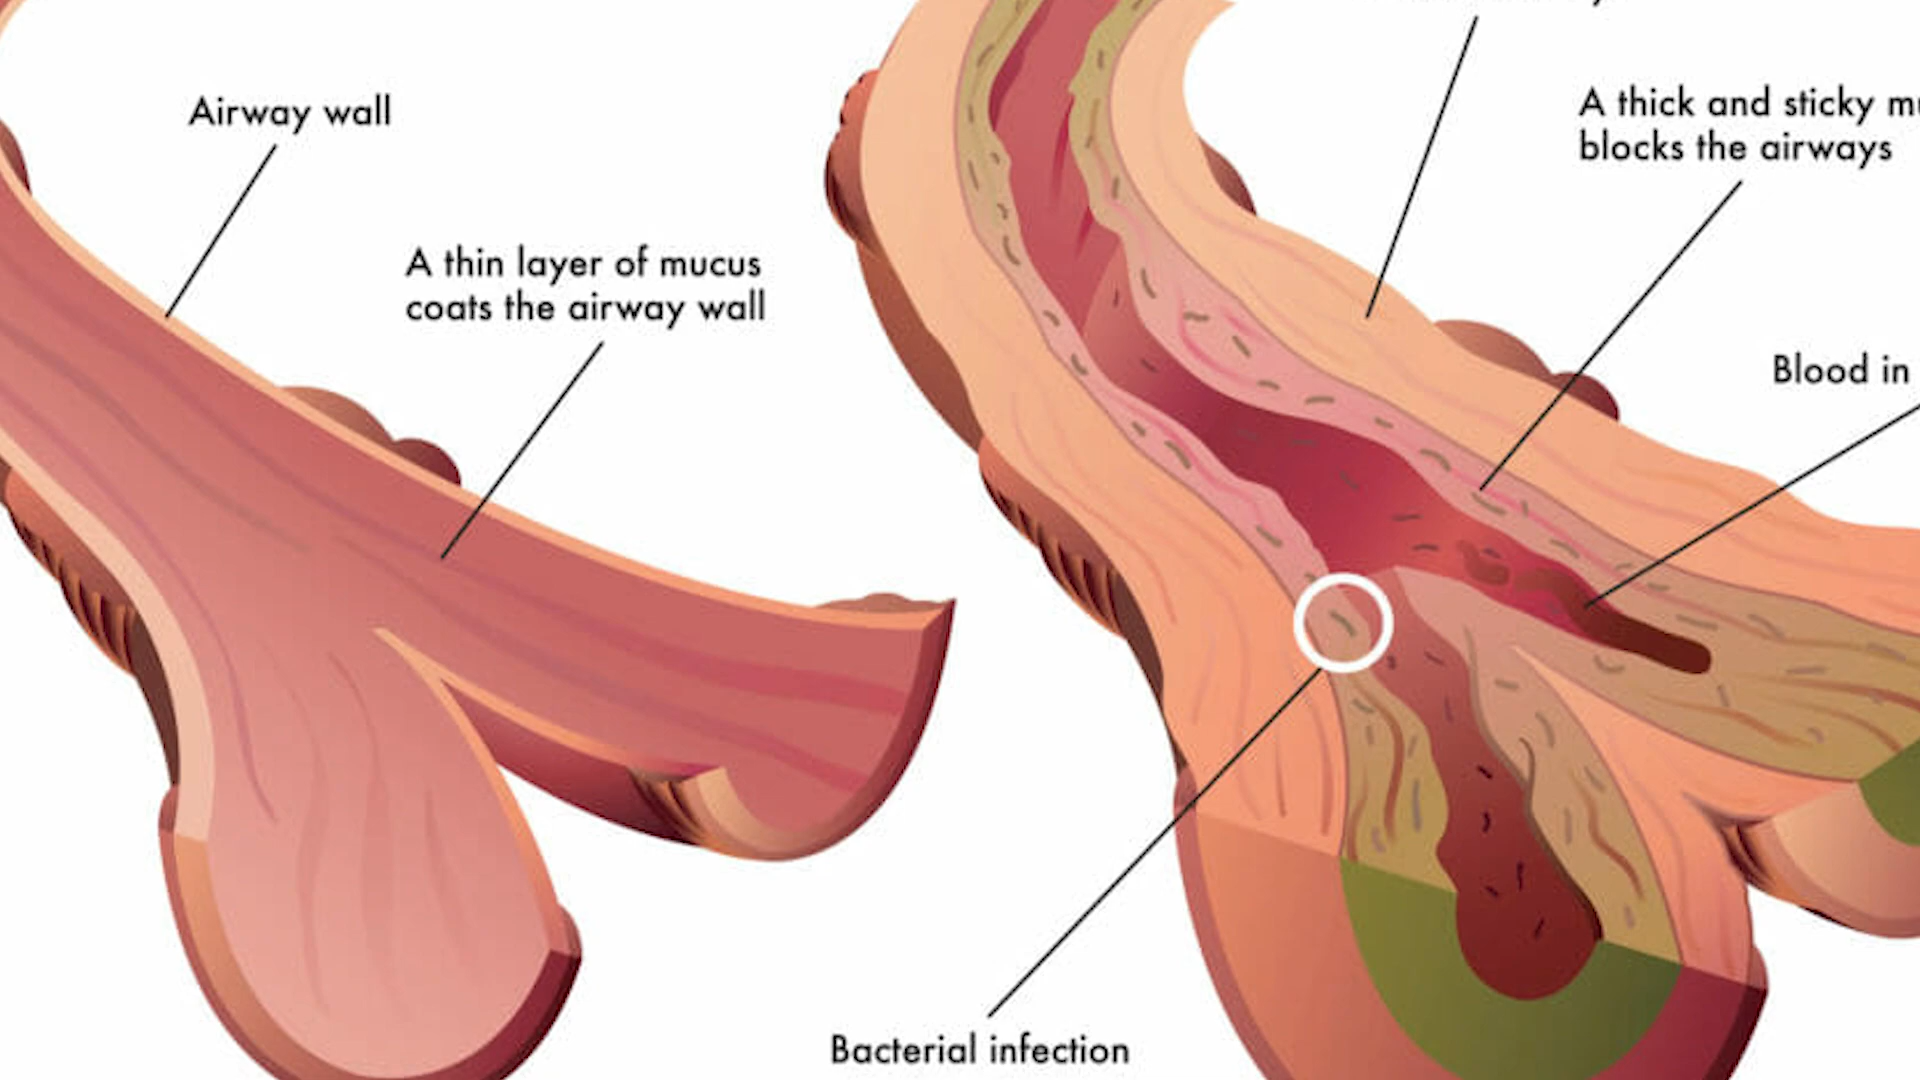 Airway wall
A thin layer of mucus
coats the airway wall
A thick and sticky
blocks the airways
Blood in
Bacterial infection